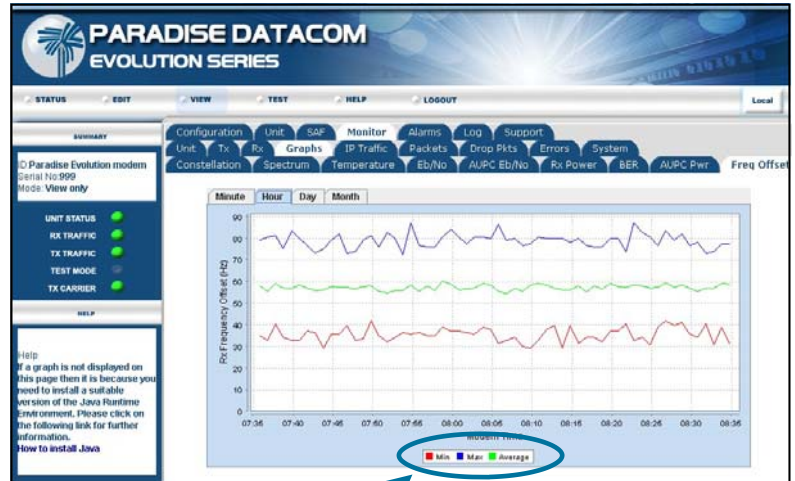 PARADISE DATACOM
EVOLUTION SERIES
STATUS EDIT VIEW TEST HELP LOGOUT Local
SUMMARY
ID Paradise Evolution modem
Serial No:999
Mode: View only
UNIT STATUS
RX TRAFFIC
TX TRAFFIC
TEST MODE
TX CARRIER
HELP
Help
If a graph is not displayed on
this page then it is because you
need to install a suitable
version of the Java Runtime
Environment. Please click on
the following link for further
information.
How to install Java
Configuration Unit SAF Monitor Alarms Log Support
Unit Tx Rx Graphs IP Traffic Packets Drop Pkts Errors System
Constellation Spectrum Temperature Eb/No AUPC Eb/No Rx Power BER AUPC Pwr Freq Offset
Minute Hour Day Month
Rx Frequency Offset (Hz)
90
80
70
60
50
40
30
20
10
0
07:35 07:40 07:45 07:50 07:55 08:00 08:05 08:10 08:15 08:20 08:25 08:30 08:35
Modem Time
Min Max Average